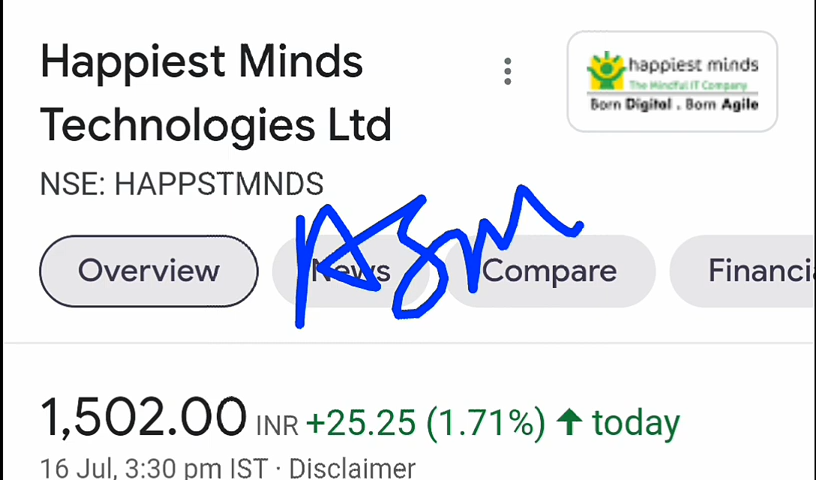 Happiest Minds
Technologies Ltd
happiest minds
The Mindful IT Company
Born Digital . Born Agile
NSE: HAPPSTMNDS
ASM
Overview
News
Compare
Financi
1,502.00 INR +25.25 (1.71%) ↑ today
16 Jul, 3:30 pm IST · Disclaimer